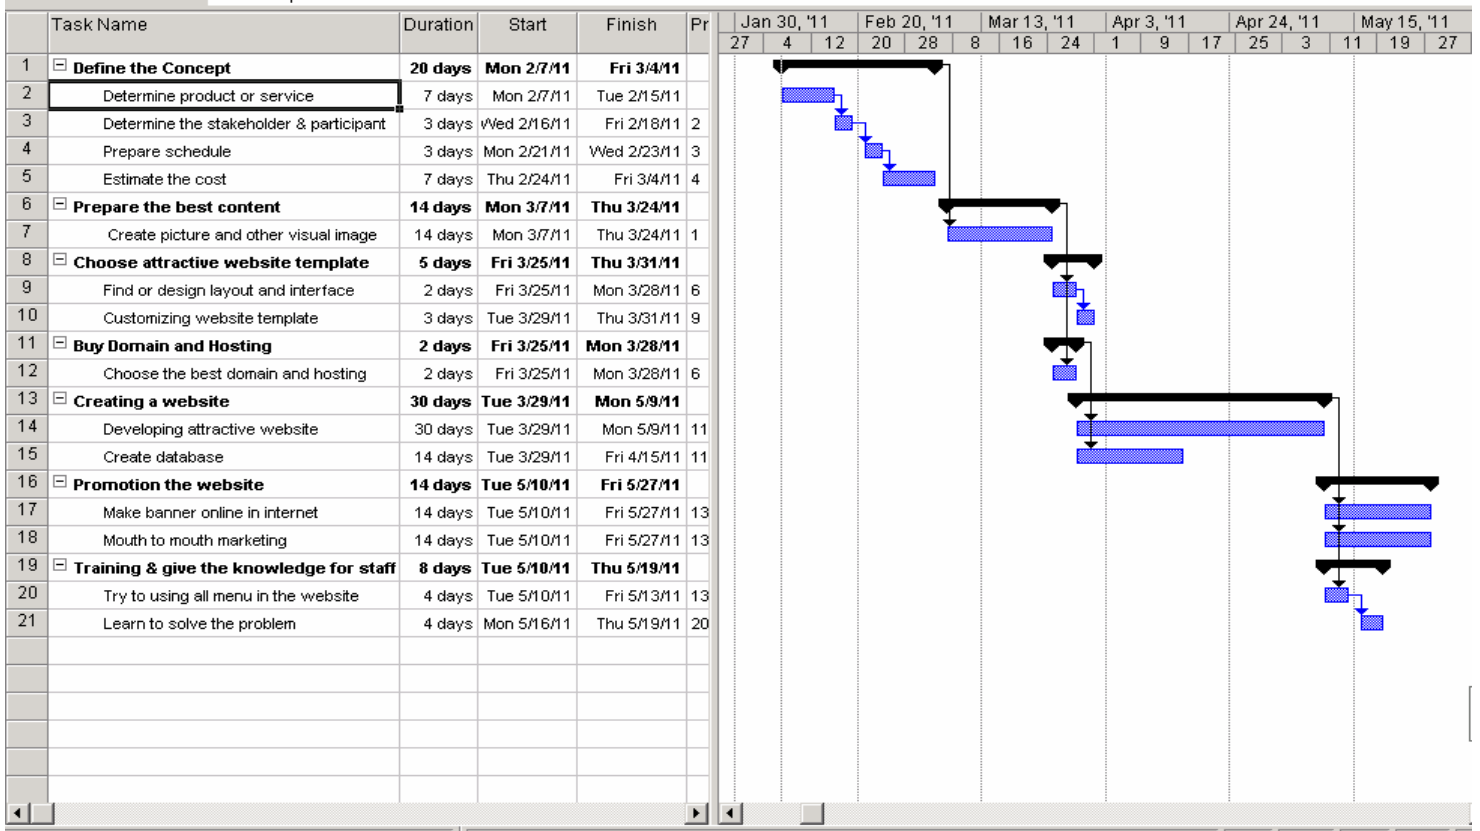 Task Name Duration Start Finish Pr Jan 30, '11 Feb 20, '11 Mar 13, '11 Apr 3, '11 Apr 24, '11 May 15, '11
27 4 12 20 28 8 16 24 1 9 17 25 3 11 19 27
1 Define the Concept 20 days Mon 2/7/11 Fri 3/4/11
2 Determine product or service 7 days Mon 2/7/11 Tue 2/15/11
3 Determine the stakeholder & participant 3 days Wed 2/16/11 Fri 2/18/11 2
4 Prepare schedule 3 days Mon 2/21/11 Wed 2/23/11 3
5 Estimate the cost 7 days Thu 2/24/11 Fri 3/4/11 4
6 Prepare the best content 14 days Mon 3/7/11 Thu 3/24/11
7 Create picture and other visual image 14 days Mon 3/7/11 Thu 3/24/11 1
8 Choose attractive website template 5 days Fri 3/25/11 Thu 3/31/11
9 Find or design layout and interface 2 days Fri 3/25/11 Mon 3/28/11 6
10 Customizing website template 3 days Tue 3/29/11 Thu 3/31/11 9
11 Buy Domain and Hosting 2 days Fri 3/25/11 Mon 3/28/11
12 Choose the best domain and hosting 2 days Fri 3/25/11 Mon 3/28/11 6
13 Creating a website 30 days Tue 3/29/11 Mon 5/9/11
14 Developing attractive website 30 days Tue 3/29/11 Mon 5/9/11 11
15 Create database 14 days Tue 3/29/11 Fri 4/15/11 11
16 Promotion the website 14 days Tue 5/10/11 Fri 5/27/11
17 Make banner online in internet 14 days Tue 5/10/11 Fri 5/27/11 13
18 Mouth to mouth marketing 14 days Tue 5/10/11 Fri 5/27/11 13
19 Training & give the knowledge for staff 8 days Tue 5/10/11 Thu 5/19/11
20 Try to using all menu in the website 4 days Tue 5/10/11 Fri 5/13/11 13
21 Learn to solve the problem 4 days Mon 5/16/11 Thu 5/19/11 20